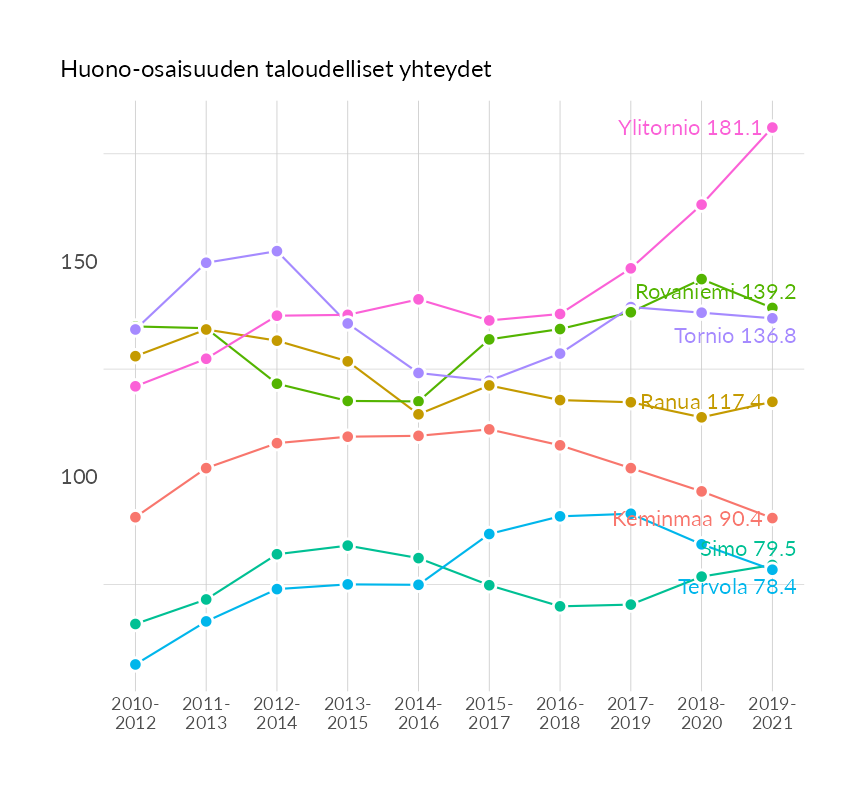 Huono-osaisuuden taloudelliset yhteydet
Ylitornio 181.1
150
Rovaniemi 139.2
Tornio 136.8
Ranua 117.4
100
Keminmaa 90.4
Simo 79.5
Tervola 78.4
2010- 2011- 2012- 2013- 2014- 2015- 2016- 2017- 2018- 2019-
2012 2013 2014 2015 2016 2017 2018 2019 2020 2021